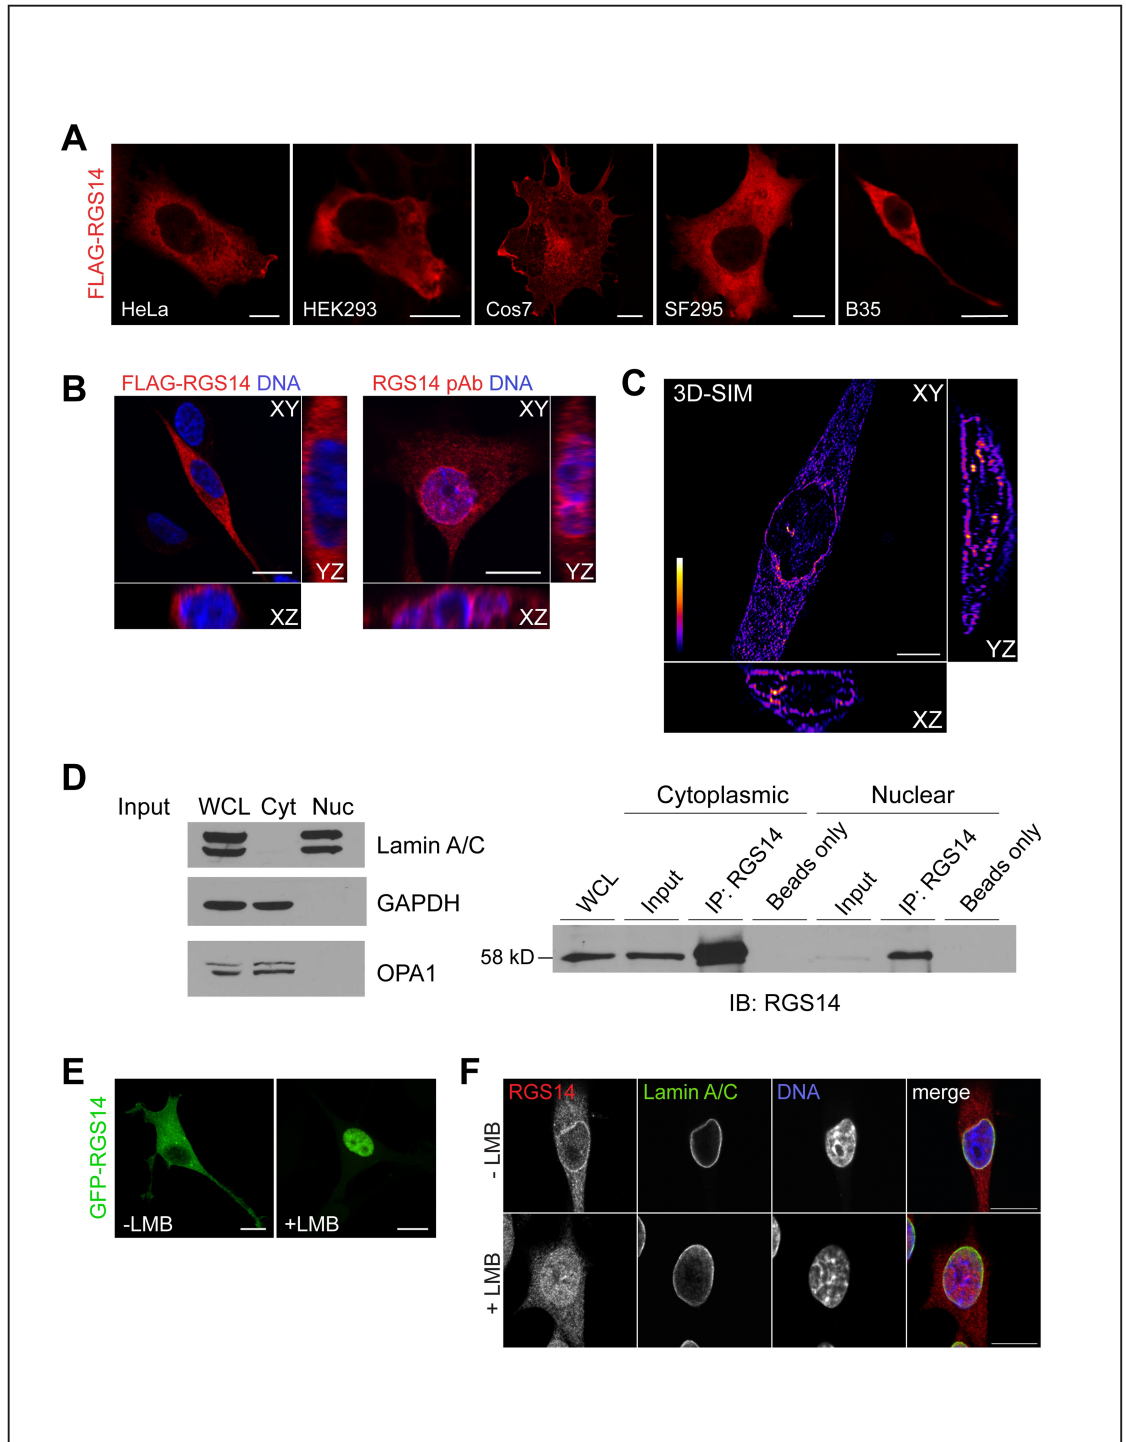 A
FLAG-RGS14
HeLa
HEK293
Cos7
SF295
B35
B
FLAG-RGS14 DNA
XY
YZ
XZ
RGS14 pAb DNA
XY
YZ
XZ
C
3D-SIM
XY
YZ
XZ
D
Input WCL Cyt Nuc
Lamin A/C
GAPDH
OPA1
Cytoplasmic Nuclear
WCL
Input
IP: RGS14
Beads only
Input
IP: RGS14
Beads only
58 kD
IB: RGS14
E
GFP-RGS14
-LMB
+LMB
F
RGS14 Lamin A/C DNA merge
- LMB
+ LMB